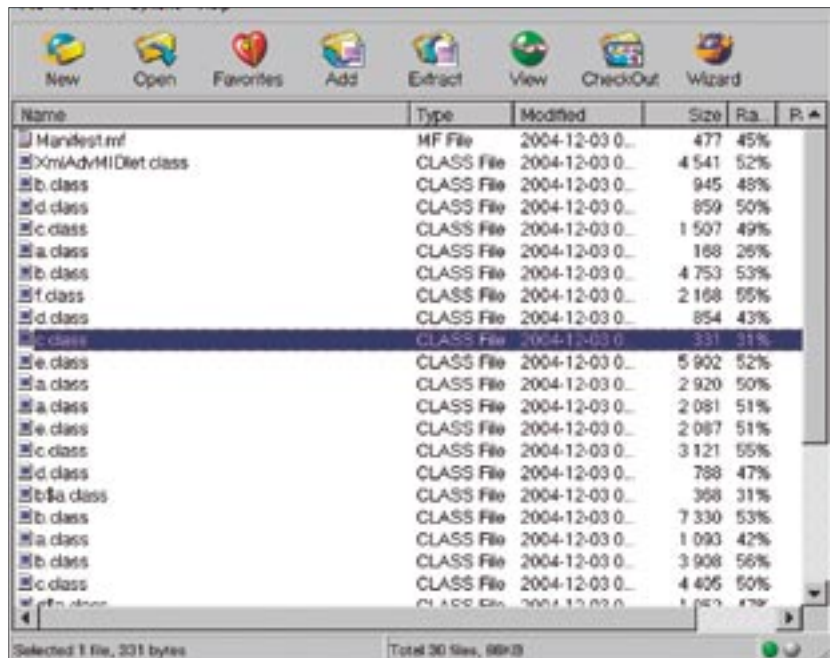 New Open Favorites Add Extract View CheckOut Wizard
Name Type Modified Size Ra... P.
Manifest.mf MF File 2004-12-03 0... 477 45%
XmlAdvMIDlet.class CLASS File 2004-12-03 0... 4 541 52%
b.class CLASS File 2004-12-03 0... 945 48%
d.class CLASS File 2004-12-03 0... 859 50%
c.class CLASS File 2004-12-03 0... 1 507 49%
a.class CLASS File 2004-12-03 0... 168 26%
b.class CLASS File 2004-12-03 0... 4 753 53%
f.class CLASS File 2004-12-03 0... 2 168 55%
d.class CLASS File 2004-12-03 0... 854 43%
c.class CLASS File 2004-12-03 0... 331 31%
e.class CLASS File 2004-12-03 0... 5 902 52%
a.class CLASS File 2004-12-03 0... 2 920 50%
a.class CLASS File 2004-12-03 0... 2 081 51%
e.class CLASS File 2004-12-03 0... 2 087 51%
c.class CLASS File 2004-12-03 0... 3 121 55%
d.class CLASS File 2004-12-03 0... 788 47%
b$a.class CLASS File 2004-12-03 0... 368 31%
b.class CLASS File 2004-12-03 0... 7 330 53%
a.class CLASS File 2004-12-03 0... 1 093 42%
b.class CLASS File 2004-12-03 0... 3 908 56%
c.class CLASS File 2004-12-03 0... 4 405 50%
Selected 1 file, 331 bytes Total 30 files,